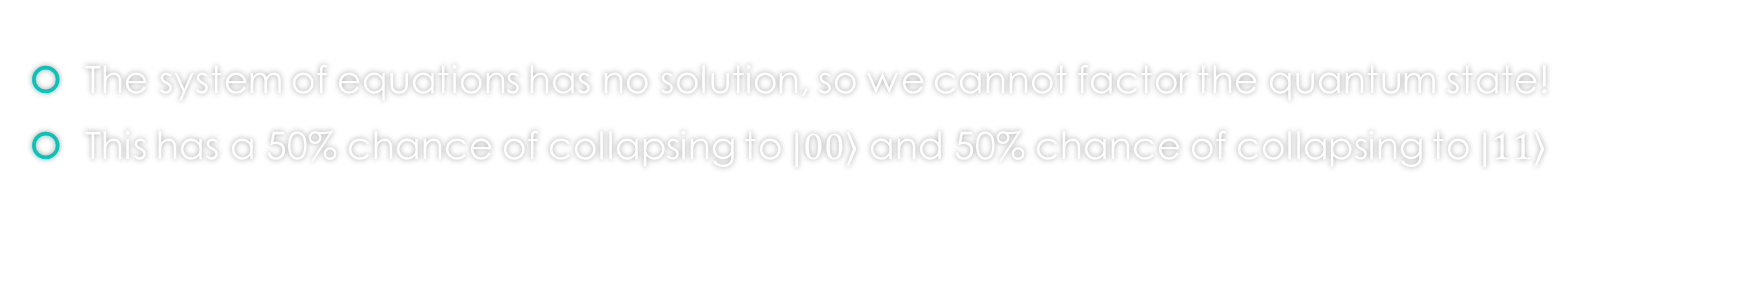 The system of equations has no solution, so we cannot factor the quantum state!
This has a 50% chance of collapsing to |00⟩ and 50% chance of collapsing to |11⟩